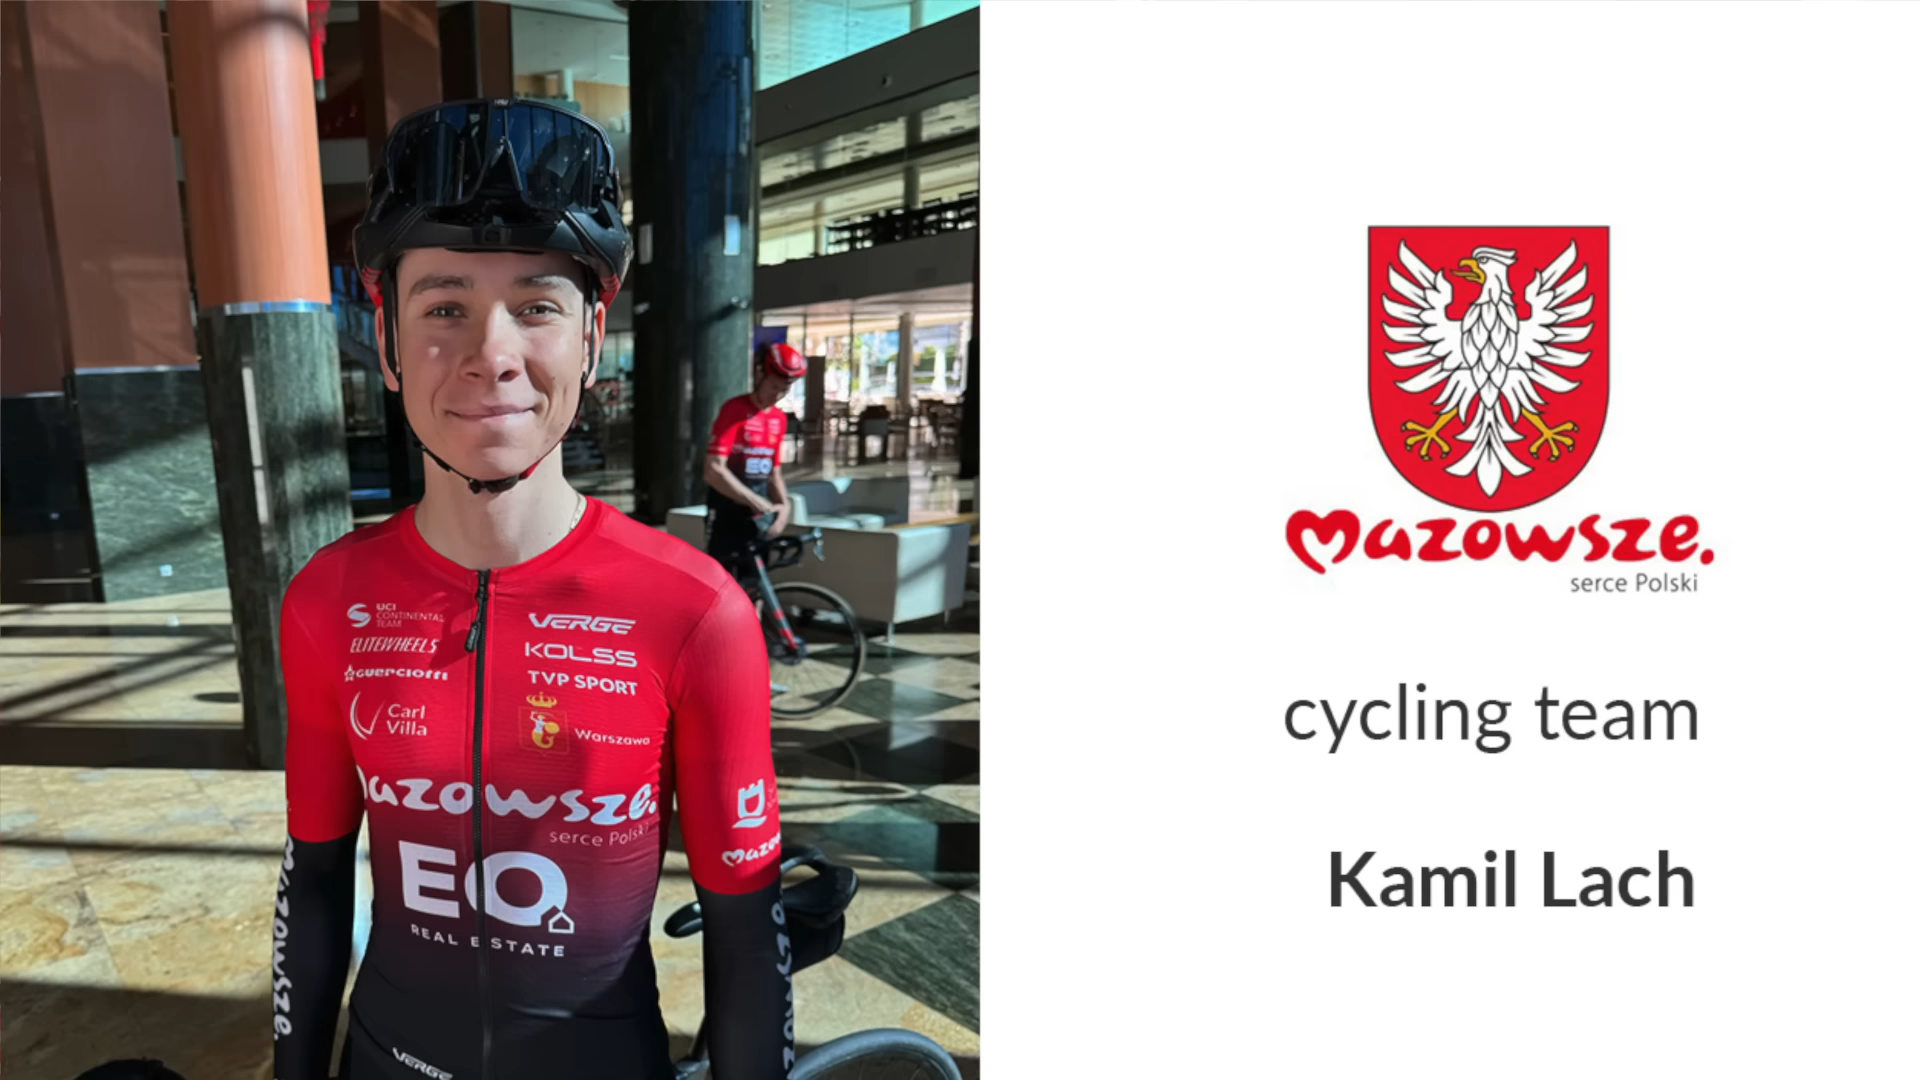 UCI
CONTINENTAL
TEAM
VERGE
ELITEWHEELS
KOLSS
GUERCIOTTI
TVP SPORT
Carl
Villa
Warszawa
Mazowsze.
serce Polski
EQ
REAL ESTATE
Mazowsze.
VERGE
Mazowsze.
serce Polski
cycling team
Kamil Lach